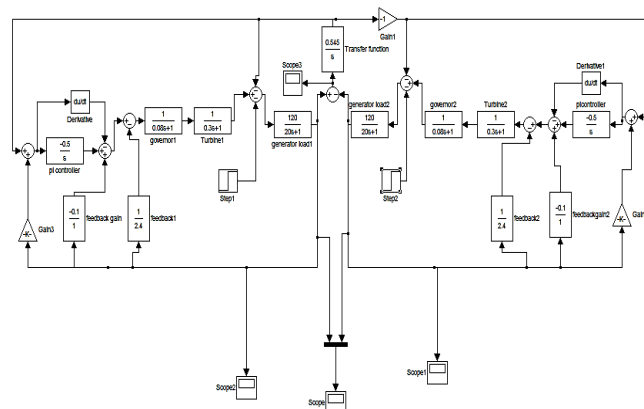 -1
Gain1
0.545
s
Transfer function
Scope3
Derivative1
du/dt
du/dt
Derivative
-0.5
s
pI controller
1
0.08s+1
governor1
1
0.3s+1
Turbine1
120
20s+1
generator load1
generator load2
120
20s+1
governor2
1
0.08s+1
Turbine2
1
0.3s+1
pIcontroller
-0.5
s
Step1
Step2
-K-
Gain3
-0.1
1
feedback gain
1
2.4
feedback1
1
2.4
feedback2
-0.1
1
feedbackgain2
-K-
Gain
Scope2
Scope
Scope1